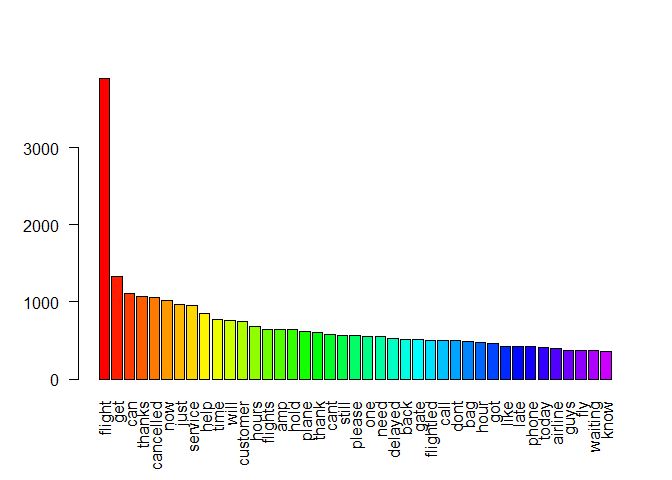 3000
2000
1000
0
flight
get
can
thanks
cancelled
now
just
service
help
time
will
customer
hours
flights
amp
hold
plane
thank
cant
still
please
one
need
delayed
back
gate
flightled
call
dont
bag
hour
got
like
late
phone
today
airline
guys
fly
waiting
know